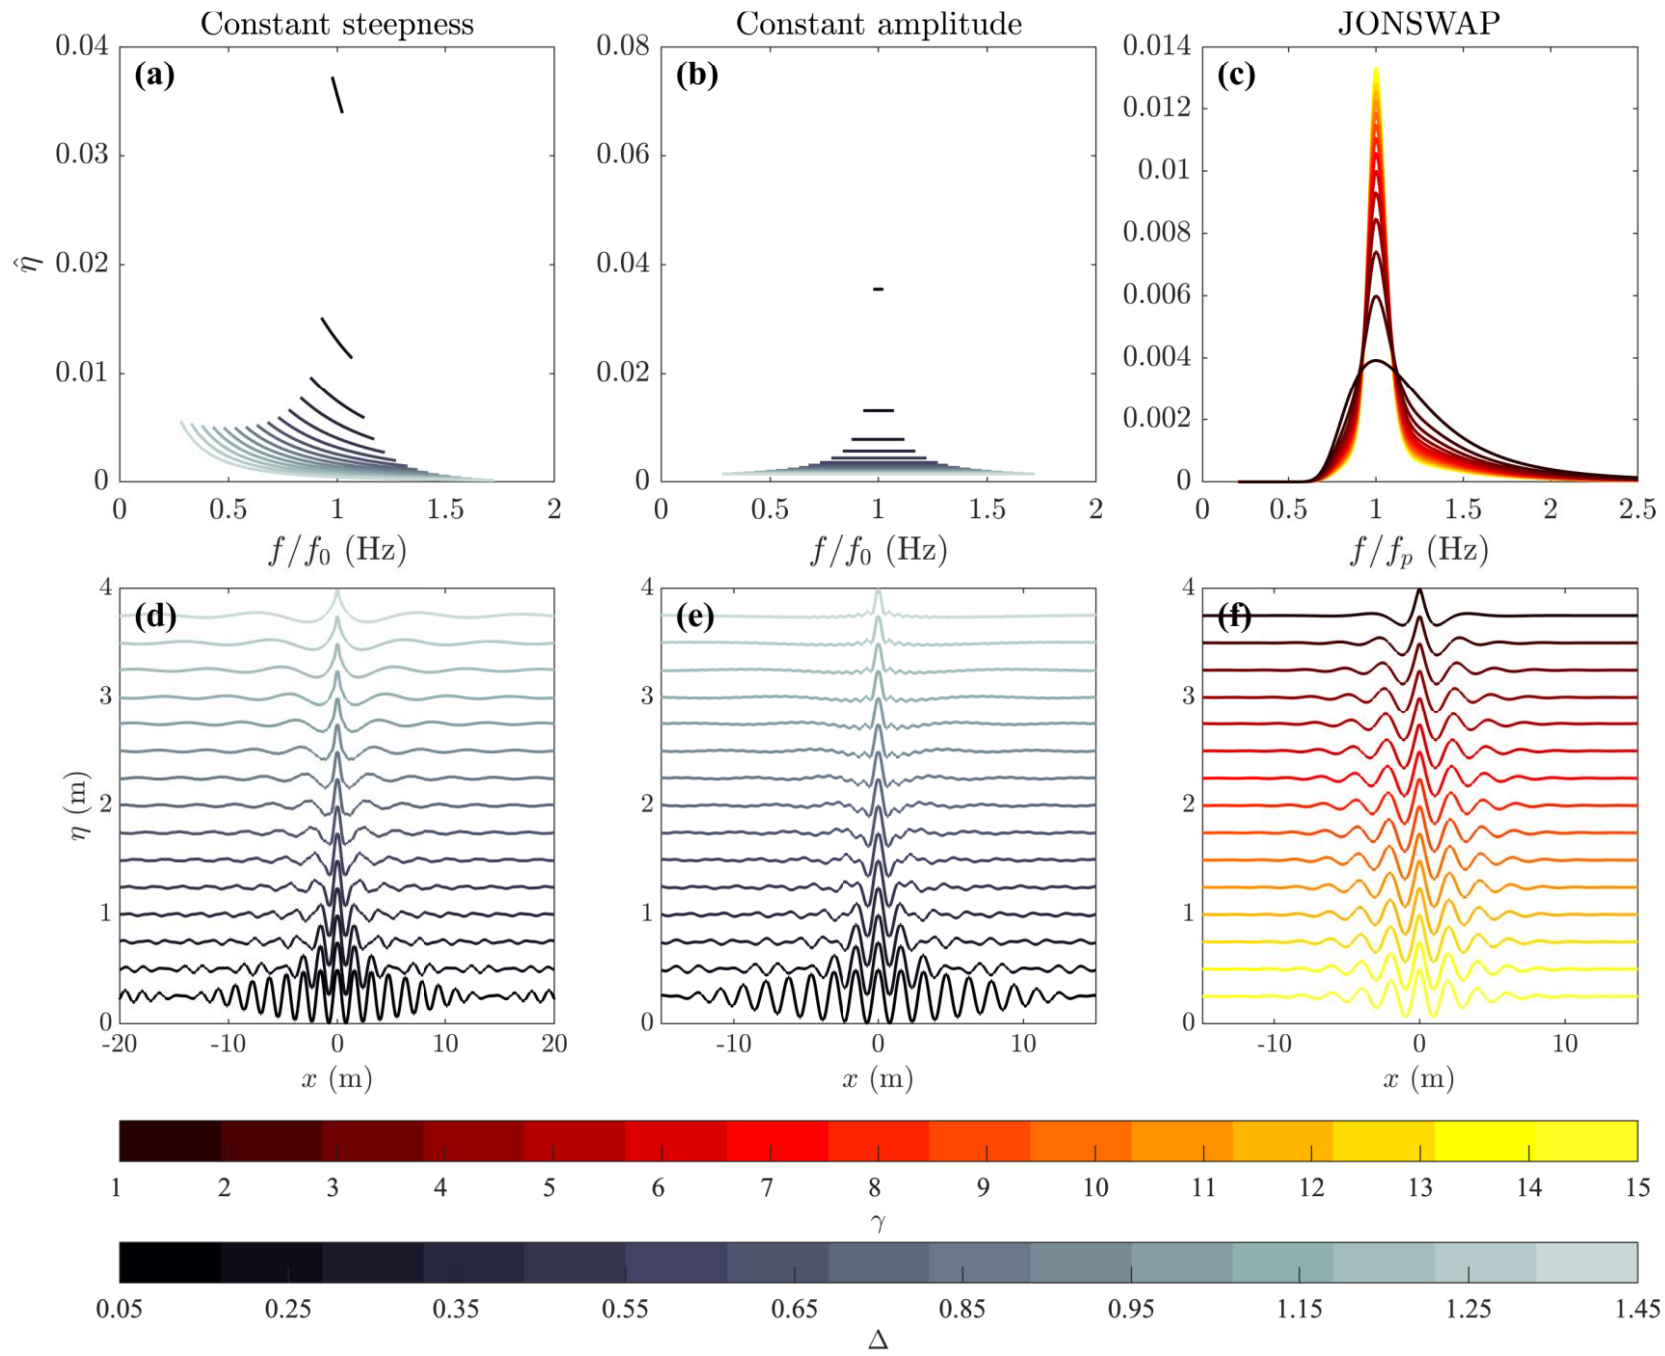 Constant steepness
Constant amplitude
JONSWAP
(a)
(b)
(c)
0.04
0.03
0.02
0.01
0
η̂
0 0.5 1 1.5 2
f/f₀ (Hz)
0.08
0.06
0.04
0.02
0
0 0.5 1 1.5 2
f/f₀ (Hz)
0.014
0.012
0.01
0.008
0.006
0.004
0.002
0
0 0.5 1 1.5 2 2.5
f/fₚ (Hz)
(d)
(e)
(f)
4
3
2
1
0
η (m)
-20 -10 0 10 20
x (m)
4
3
2
1
0
-10 0 10
x (m)
4
3
2
1
0
-10 0 10
x (m)
1 2 3 4 5 6 7 8 9 10 11 12 13 14 15
γ
0.05 0.25 0.35 0.55 0.65 0.85 0.95 1.15 1.25 1.45
Δ